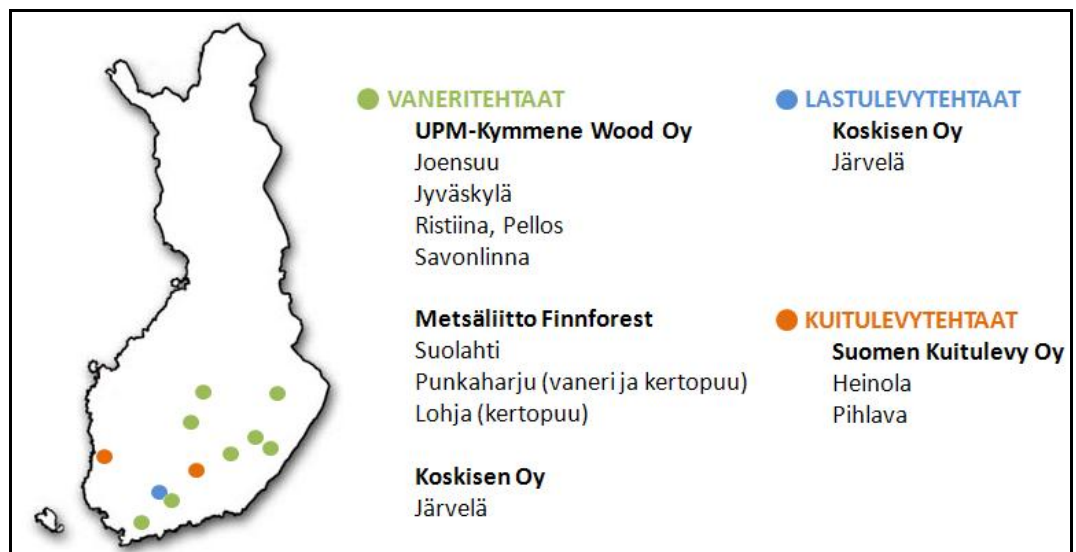 VANERITEHTAAT
UPM-Kymmene Wood Oy
Joensuu
Jyväskylä
Ristiina, Pellos
Savonlinna
Metsäliitto Finnforest
Suolahti
Punkaharju (vaneri ja kertopuu)
Lohja (kertopuu)
Koskisen Oy
Järvelä
LASTULEVYTEHTAAT
Koskisen Oy
Järvelä
KUITULEVYTEHTAAT
Suomen Kuitulevy Oy
Heinola
Pihlava